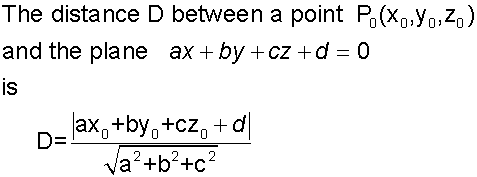 The distance D between a point P₀(x₀,y₀,z₀)
and the plane ax + by + cz + d = 0
is
D=|ax₀+by₀+cz₀ + d| / √(a²+b²+c²)